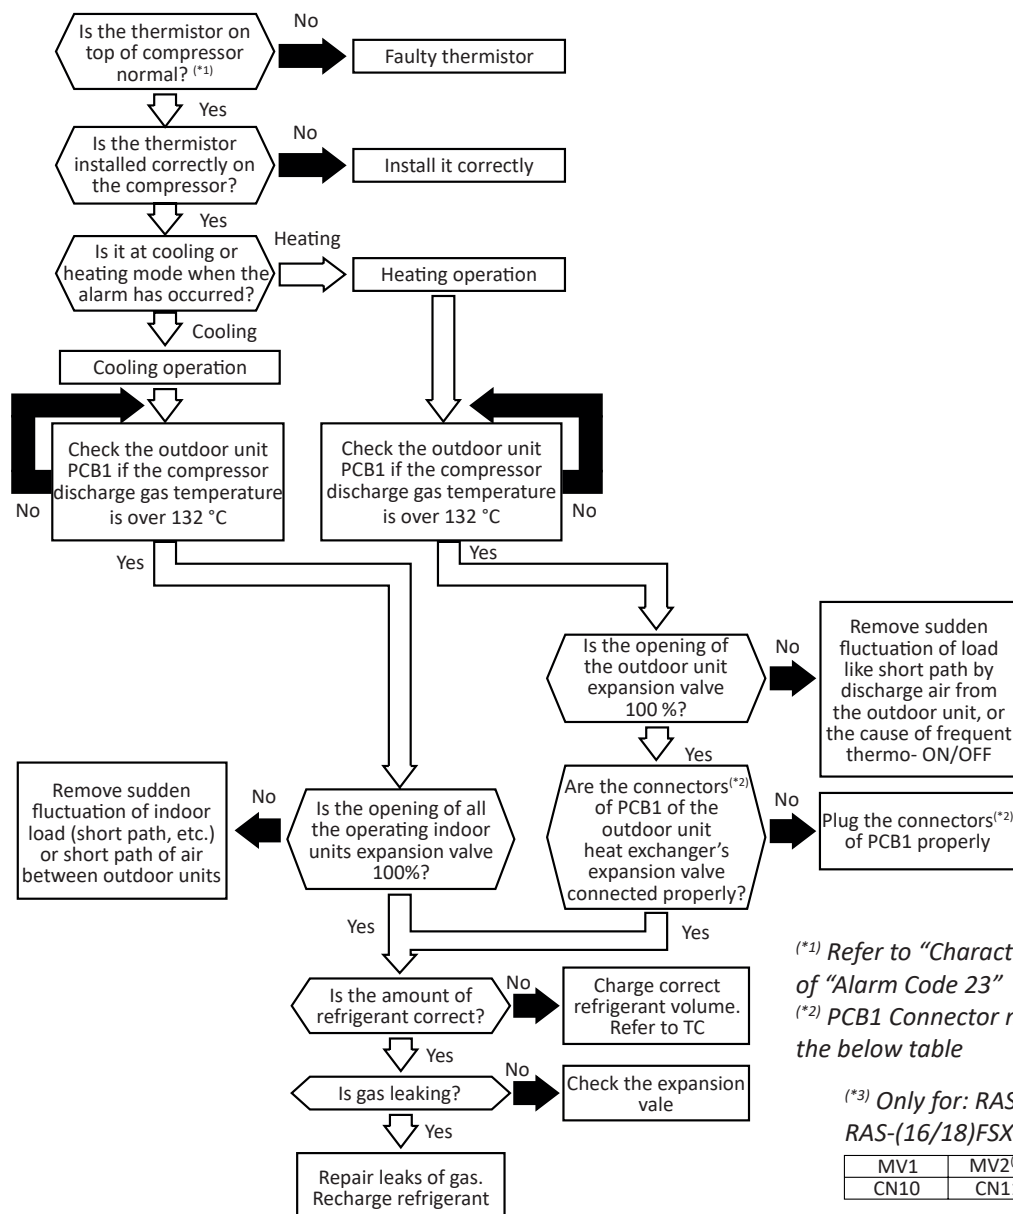 Is the thermistor on
top of compressor
normal? (*1)
No
Faulty thermistor
Yes
Is the thermistor
installed correctly on
the compressor?
No
Install it correctly
Yes
Is it at cooling or
heating mode when the
alarm has occurred?
Heating
Heating operation
Cooling
Cooling operation
Check the outdoor unit
PCB1 if the compressor
discharge gas temperature
is over 132 °C
No
Yes
Check the outdoor unit
PCB1 if the compressor
discharge gas temperature
is over 132 °C
No
Yes
Is the opening of
the outdoor unit
expansion valve
100 %?
No
Remove sudden
fluctuation of load
like short path by
discharge air from
the outdoor unit, or
the cause of frequent
thermo- ON/OFF
Yes
Remove sudden
fluctuation of indoor
load (short path, etc.)
or short path of air
between outdoor units
No
Is the opening of all
the operating indoor
units expansion valve
100%?
Are the connectors(*2)
of PCB1 of the
outdoor unit
heat exchanger's
expansion valve
connected properly?
No
Plug the connectors(*2)
of PCB1 properly
Yes
Yes
Is the amount of
refrigerant correct?
No
Charge correct
refrigerant volume.
Refer to TC
Yes
Is gas leaking?
No
Check the expansion
vale
Yes
Repair leaks of gas.
Recharge refrigerant
(*1) Refer to “Charact
of “Alarm Code 23”
(*2) PCB1 Connector
the below table
(*3) Only for: RAS
RAS-(16/18)FSX
MV1 MV2
CN10